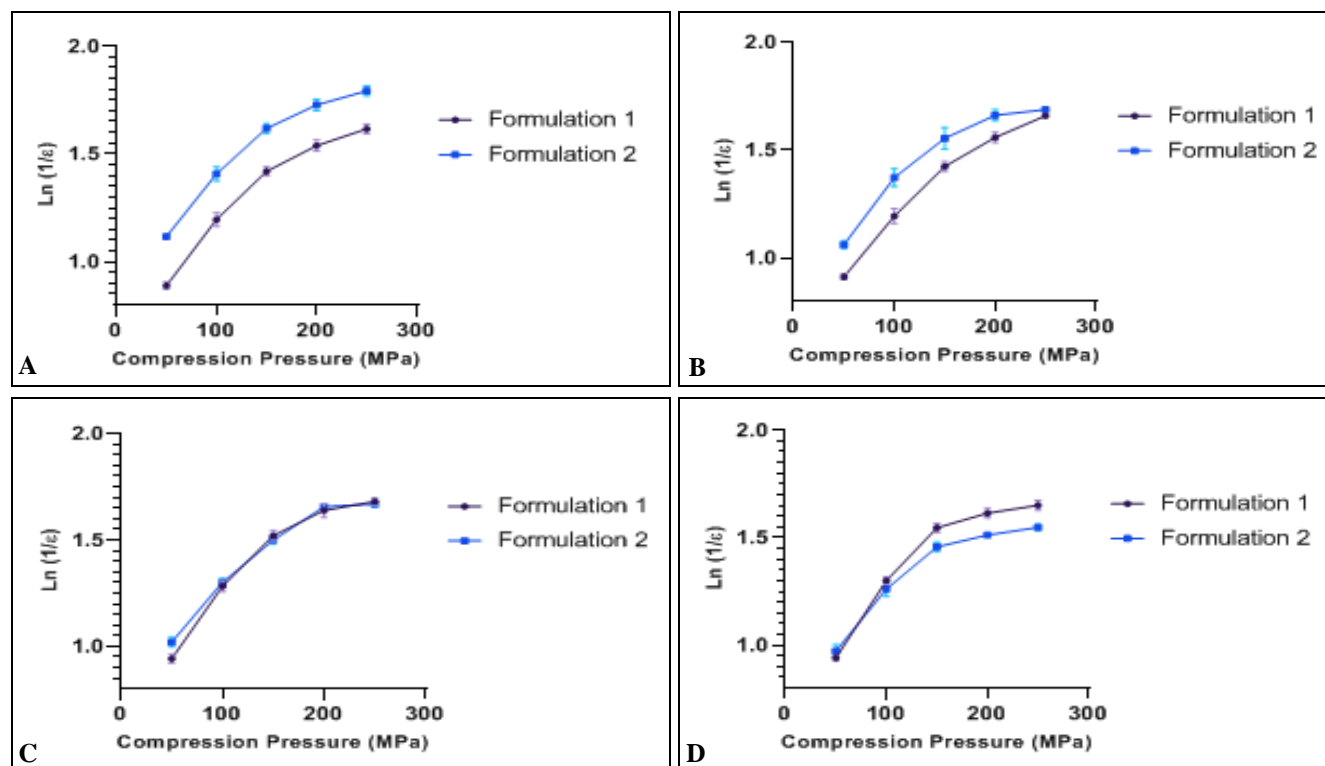 2.0
1.5
1.0
Ln (1/ε)
0 100 200 300
Compression Pressure (MPa)
Formulation 1
Formulation 2
A
2.0
1.5
1.0
Ln (1/ε)
0 100 200 300
Compression Pressure (MPa)
Formulation 1
Formulation 2
B
2.0
1.5
1.0
Ln (1/ε)
0 100 200 300
Compression Pressure (MPa)
Formulation 1
Formulation 2
C
2.0
1.5
1.0
Ln (1/ε)
0 100 200 300
Compression Pressure (MPa)
Formulation 1
Formulation 2
D